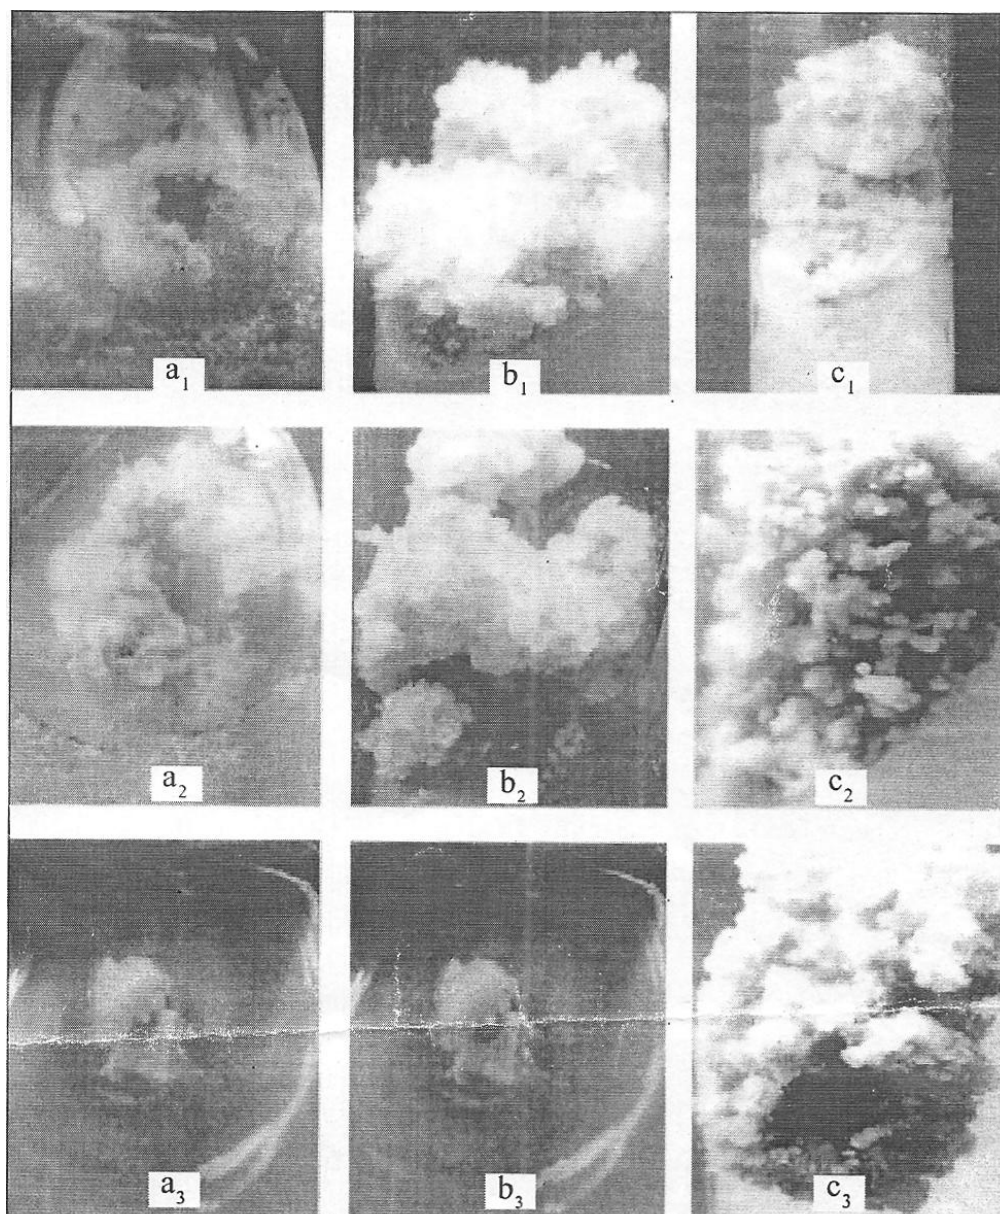 a₁ b₁ c₁
a₂ b₂ c₂
a₃ b₃ c₃